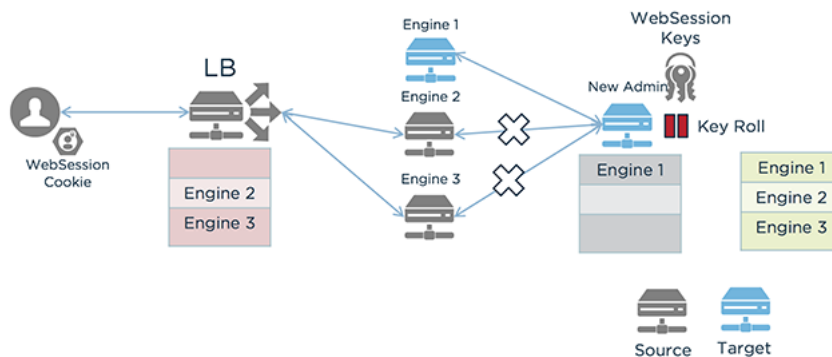 WebSession
Keys
Engine 1
LB
Engine 2
New Admin
Key Roll
WebSession
Cookie
Engine 3
Engine 2
Engine 3
Engine 1
Engine 1
Engine 2
Engine 3
Source
Target